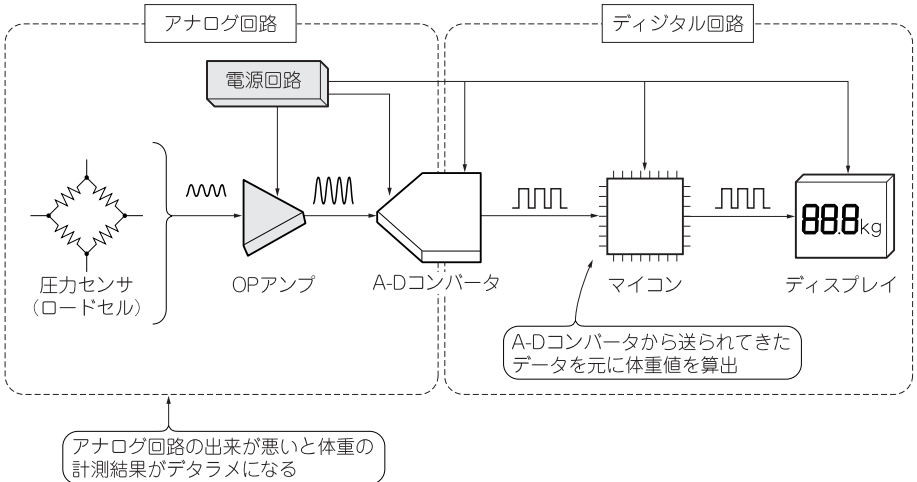 アナログ回路
ディジタル回路
電源回路
圧力センサ
（ロードセル）
OPアンプ
A-Dコンバータ
マイコン
88.8kg
ディスプレイ
A-Dコンバータから送られてきた
データを元に体重値を算出
アナログ回路の出来が悪いと体重の
計測結果がデタラメになる